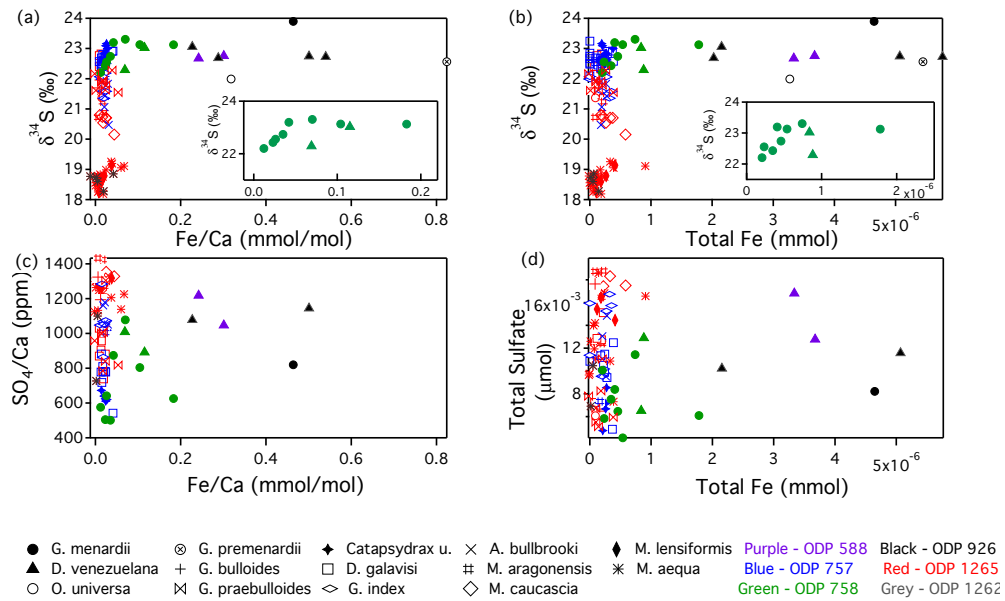 (a)
24
23
22
21
20
19
18
δ34S (‰)
0.0 0.2 0.4 0.6 0.8
Fe/Ca (mmol/mol)
24
22
δ34S (‰)
0.0 0.1 0.2
(b)
24
23
22
21
20
19
18
δ34S (‰)
0 1 2 3 4 5x10-6
Total Fe (mmol)
24
23
22
δ34S (‰)
0 1 2 x10-6
(c)
1400
1200
1000
800
600
400
SO4/Ca (ppm)
0.0 0.2 0.4 0.6 0.8
Fe/Ca (mmol/mol)
(d)
16x10-3
12
8
Total Sulfate
(μmol)
0 1 2 3 4 5x10-6
Total Fe (mmol)
G. menardii G. premenardii Catapsydrax u. A. bullbrooki M. lensiformis Purple - ODP 588 Black - ODP 926
D. venezuelana G. bulloides D. galavisi M. aragonensis M. aequa Blue - ODP 757 Red - ODP 1265
O. universa G. praebulloides G. index M. caucascia Green - ODP 758 Grey - ODP 1262